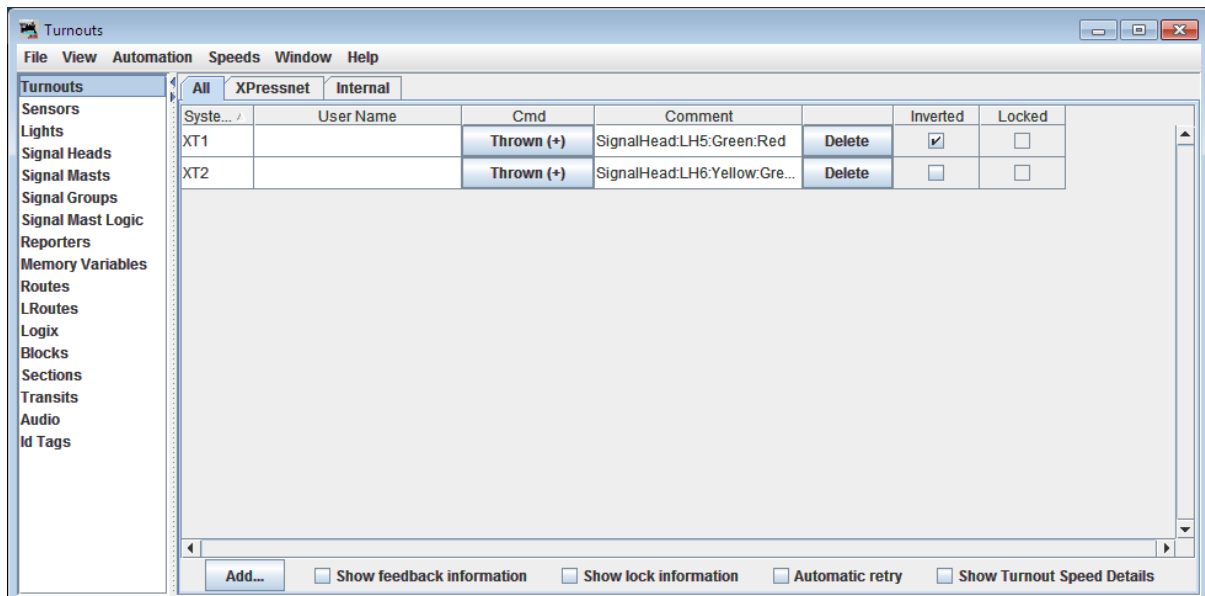 Turnouts
File View Automation Speeds Window Help
Turnouts
Sensors
Lights
Signal Heads
Signal Masts
Signal Groups
Signal Mast Logic
Reporters
Memory Variables
Routes
LRoutes
Logix
Blocks
Sections
Transits
Audio
Id Tags
All XPressnet Internal
Syste... User Name Cmd Comment Inverted Locked
XT1 Thrown (+) SignalHead:LH5:Green:Red Delete
XT2 Thrown (+) SignalHead:LH6:Yellow:Gre... Delete
Add... Show feedback information Show lock information Automatic retry Show Turnout Speed Details